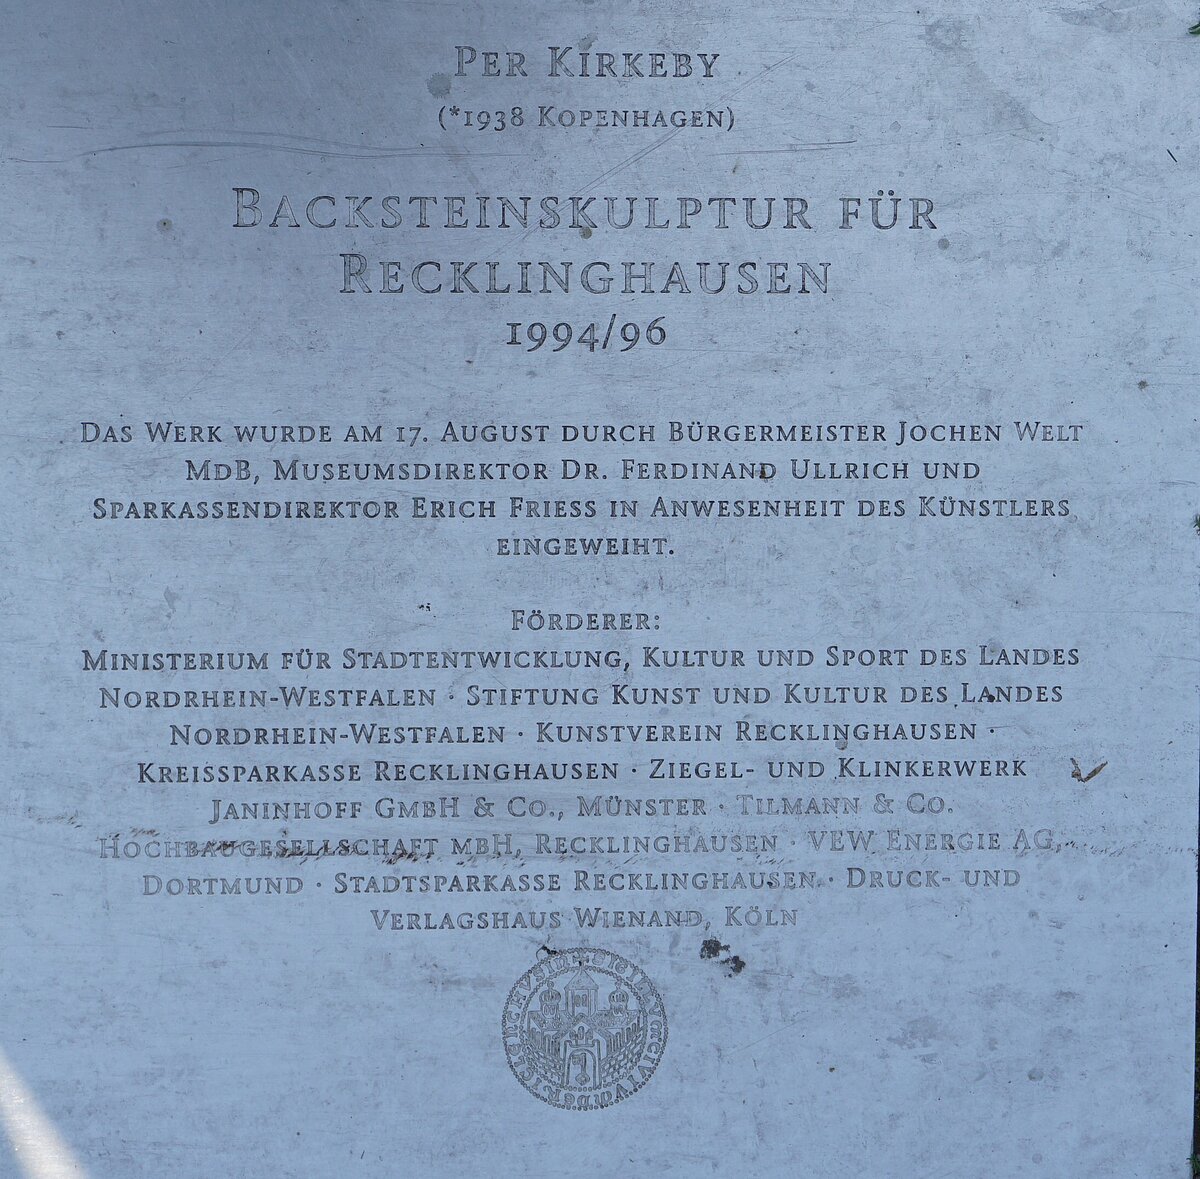 Per Kirkeby
(*1938 Kopenhagen)
Backsteinskulptur für
Recklinghausen
1994/96
Das Werk wurde am 17. August durch Bürgermeister Jochen Welt
MdB, Museumsdirektor Dr. Ferdinand Ullrich und
Sparkassendirektor Erich Friess in Anwesenheit des Künstlers
eingeweiht.
Förderer:
Ministerium für Stadtentwicklung, Kultur und Sport des Landes
Nordrhein-Westfalen · Stiftung Kunst und Kultur des Landes
Nordrhein-Westfalen · Kunstverein Recklinghausen ·
Kreissparkasse Recklinghausen · Ziegel- und Klinkerwerk
Janinhoff GmbH & Co., Münster · Tilmann & Co.
Hochbaugesellschaft mbH, Recklinghausen · VEW Energie AG,
Dortmund · Stadtsparkasse Recklinghausen · Druck- und
Verlagshaus Wienand, Köln